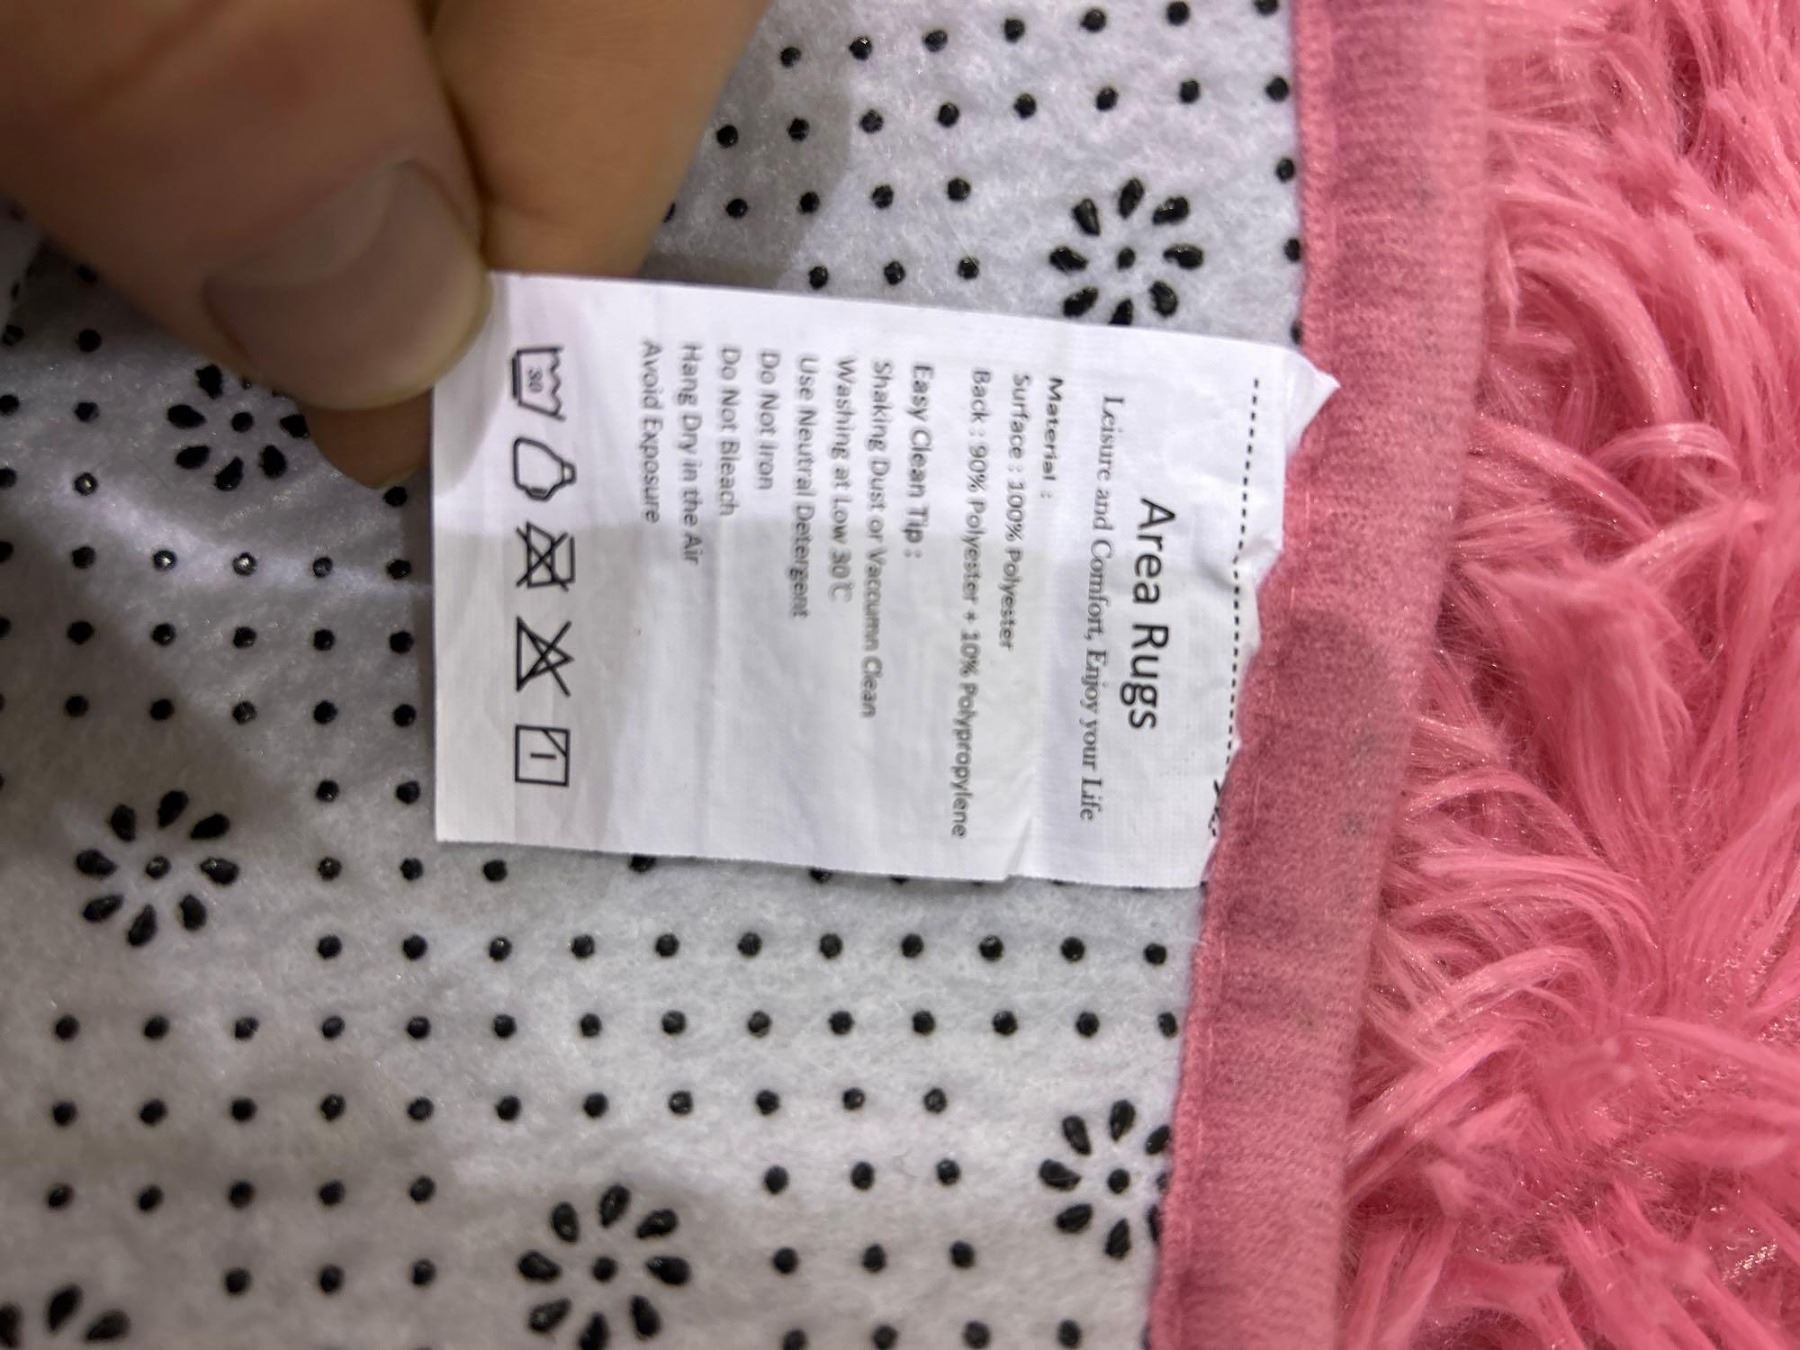 Area Rugs
Leisure and Comfort, Enjoy your Life
Material :
Surface : 100% Polyester
Back : 90% Polyester + 10% Polypropylene
Easy Clean Tip :
Shaking Dust or Vaccumn Clean
Washing at Low 30℃
Use Neutral Detergent
Do Not Iron
Do Not Bleach
Hang Dry in the Air
Avoid Exposure
30